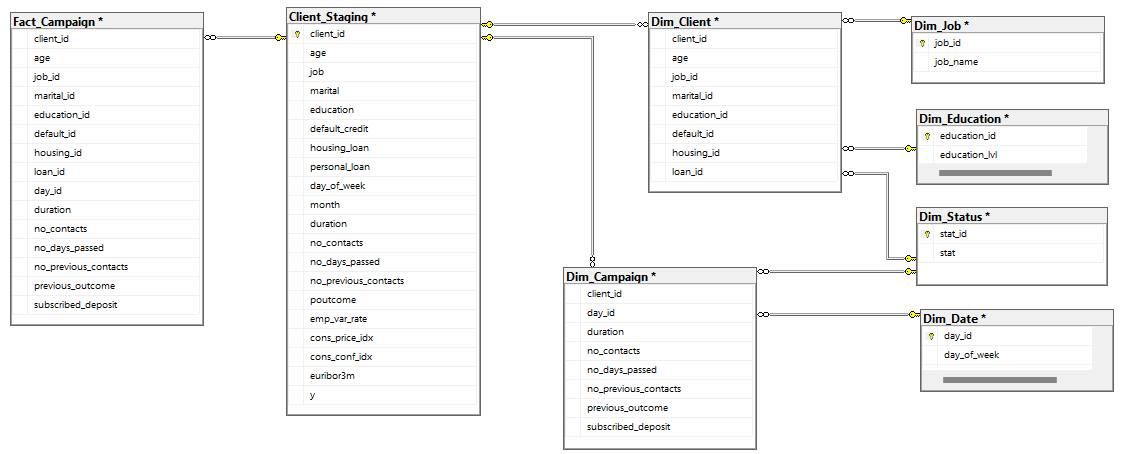 Fact_Campaign *
client_id
age
job_id
marital_id
education_id
default_id
housing_id
loan_id
day_id
duration
no_contacts
no_days_passed
no_previous_contacts
previous_outcome
subscribed_deposit
Client_Staging *
client_id
age
job
marital
education
default_credit
housing_loan
personal_loan
day_of_week
month
duration
no_contacts
no_days_passed
no_previous_contacts
poutcome
emp_var_rate
cons_price_idx
cons_conf_idx
euribor3m
y
Dim_Client *
client_id
age
job_id
marital_id
education_id
default_id
housing_id
loan_id
Dim_Campaign *
client_id
day_id
duration
no_contacts
no_days_passed
no_previous_contacts
previous_outcome
subscribed_deposit
Dim_Job *
job_id
job_name
Dim_Education *
education_id
education_lvl
Dim_Status *
stat_id
stat
Dim_Date *
day_id
day_of_week